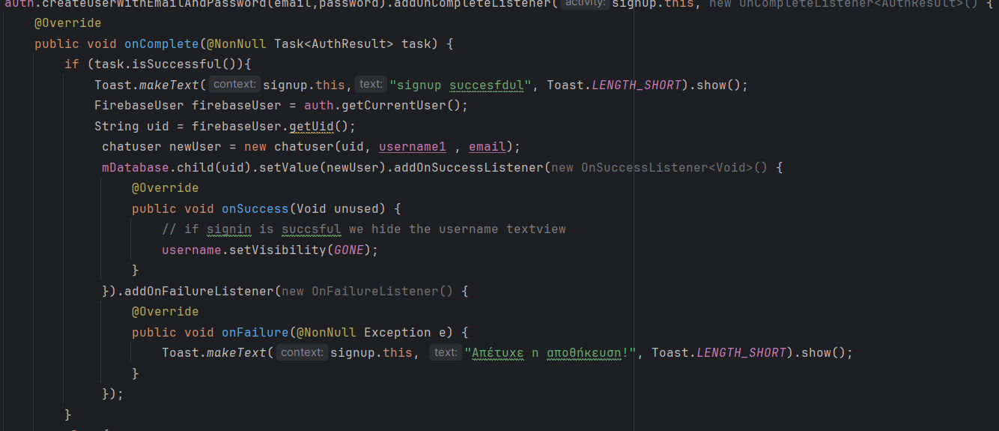 auth.createUserWithEmailAndPassword(email,password).addOnCompleteListener( activity: signup.this, new OnCompleteListener<AuthResult>() {
@Override
public void onComplete(@NonNull Task<AuthResult> task) {
if (task.isSuccessful()){
Toast.makeText( context: signup.this, text: "signup succesfdul", Toast.LENGTH_SHORT).show();
FirebaseUser firebaseUser = auth.getCurrentUser();
String uid = firebaseUser.getUid();
chatuser newUser = new chatuser(uid, username1 , email);
mDatabase.child(uid).setValue(newUser).addOnSuccessListener(new OnSuccessListener<Void>() {
@Override
public void onSuccess(Void unused) {
// if signin is succsful we hide the username textview
username.setVisibility(GONE);
}
}).addOnFailureListener(new OnFailureListener() {
@Override
public void onFailure(@NonNull Exception e) {
Toast.makeText( context: signup.this, text: "Απέτυχε η αποθήκευση!", Toast.LENGTH_SHORT).show();
}
});
}